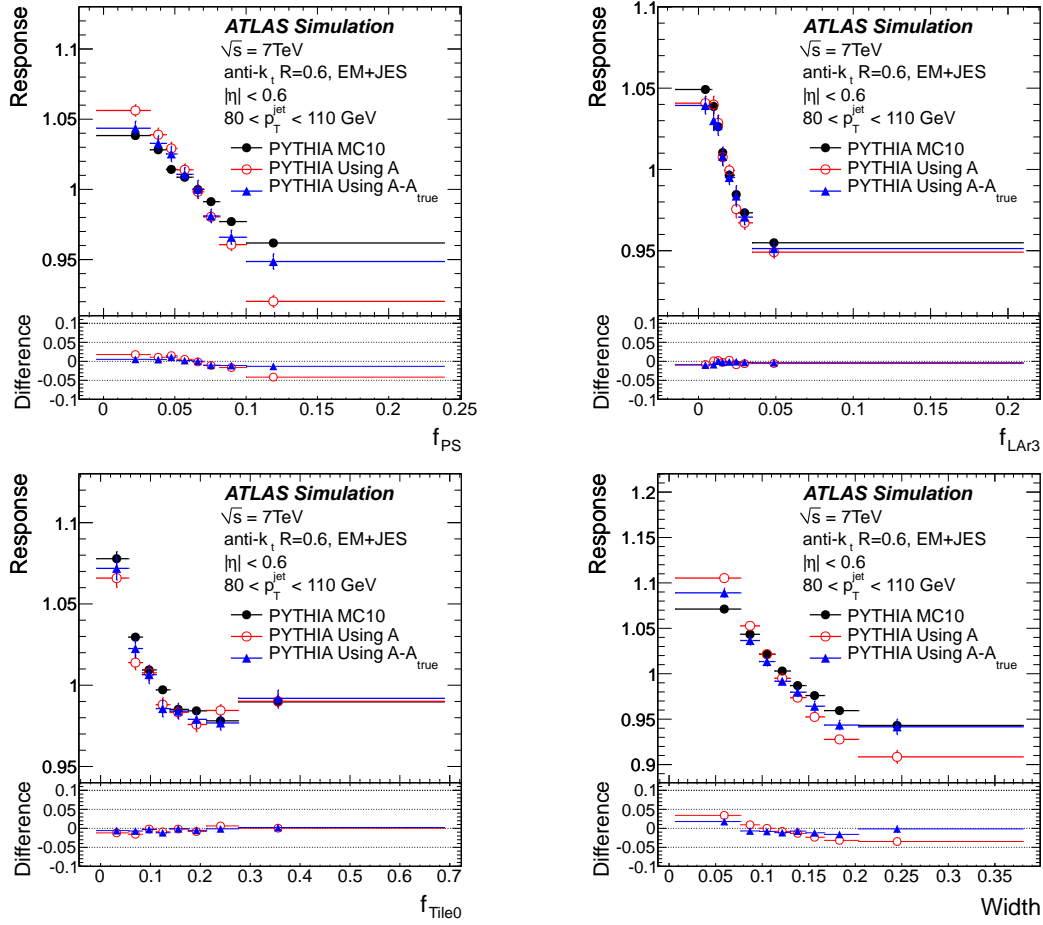 Response
1.1
1.05
1
0.95
ATLAS Simulation
√s = 7TeV
anti-k_t R=0.6, EM+JES
|η| < 0.6
80 < p_T^jet < 110 GeV
PYTHIA MC10
PYTHIA Using A
PYTHIA Using A-A_true
Difference
0.1
0.05
0
-0.05
-0.1
0 0.05 0.1 0.15 0.2 0.25
f_PS
Response
1.1
1.05
1
0.95
ATLAS Simulation
√s = 7TeV
anti-k_t R=0.6, EM+JES
|η| < 0.6
80 < p_T^jet < 110 GeV
PYTHIA MC10
PYTHIA Using A
PYTHIA Using A-A_true
Difference
0.1
0.05
0
-0.05
-0.1
0 0.05 0.1 0.15 0.2
f_LAr3
Response
1.1
1.05
1
0.95
ATLAS Simulation
√s = 7TeV
anti-k_t R=0.6, EM+JES
|η| < 0.6
80 < p_T^jet < 110 GeV
PYTHIA MC10
PYTHIA Using A
PYTHIA Using A-A_true
Difference
0.1
0.05
0
-0.05
-0.1
0 0.1 0.2 0.3 0.4 0.5 0.6 0.7
f_Tile0
Response
1.2
1.15
1.1
1.05
1
0.95
0.9
ATLAS Simulation
√s = 7TeV
anti-k_t R=0.6, EM+JES
|η| < 0.6
80 < p_T^jet < 110 GeV
PYTHIA MC10
PYTHIA Using A
PYTHIA Using A-A_true
Difference
0.1
0.05
0
-0.05
-0.1
0 0.05 0.1 0.15 0.2 0.25 0.3 0.35
Width